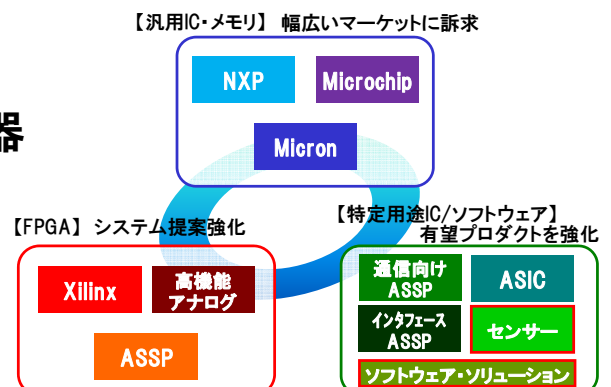 【汎用IC・メモリ】 幅広いマーケットに訴求
NXP
Microchip
Micron
器
【FPGA】 システム提案強化
Xilinx
高機能
アナログ
ASSP
【特定用途IC/ソフトウェア】
有望プロダクトを強化
通信向け
ASSP
ASIC
インタフェース
ASSP
センサー
ソフトウェア・ソリューション